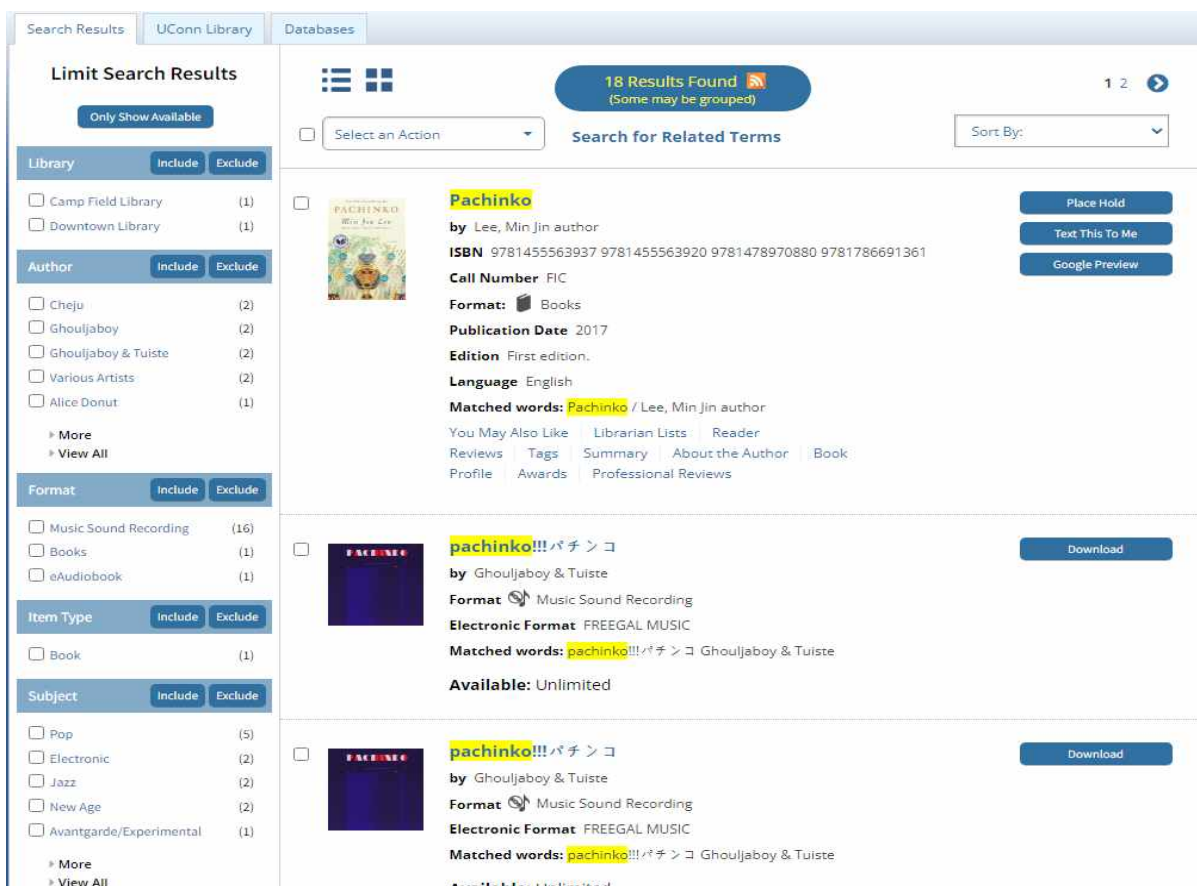 Search Results
UConn Library
Databases
Limit Search Results
Only Show Available
Library Include Exclude
Camp Field Library (1)
Downtown Library (1)
Author Include Exclude
Cheju (2)
Ghouljaboy (2)
Ghouljaboy & Tuiste (2)
Various Artists (2)
Alice Donut (1)
More
View All
Format Include Exclude
Music Sound Recording (16)
Books (1)
eAudiobook (1)
Item Type Include Exclude
Book (1)
Subject Include Exclude
Pop (5)
Electronic (2)
Jazz (2)
New Age (2)
Avantgarde/Experimental (1)
More
View All
18 Results Found
(Some may be grouped)
1 2
Select an Action
Search for Related Terms
Sort By:
PACHINKO
Min Jin Lee
Pachinko
by Lee, Min Jin author
ISBN 9781455563937 9781455563920 9781478970880 9781786691361
Call Number FIC
Format: Books
Publication Date 2017
Edition First edition.
Language English
Matched words: Pachinko / Lee, Min Jin author
You May Also Like Librarian Lists Reader
Reviews Tags Summary About the Author Book
Profile Awards Professional Reviews
Place Hold
Text This To Me
Google Preview
PACHINKO
pachinko!!!パチンコ
by Ghouljaboy & Tuiste
Format Music Sound Recording
Electronic Format FREEGAL MUSIC
Matched words: pachinko!!!パチンコ Ghouljaboy & Tuiste
Available: Unlimited
Download
PACHINKO
pachinko!!!パチンコ
by Ghouljaboy & Tuiste
Format Music Sound Recording
Electronic Format FREEGAL MUSIC
Matched words: pachinko!!!パチンコ Ghouljaboy & Tuiste
Available: Unlimited
Download